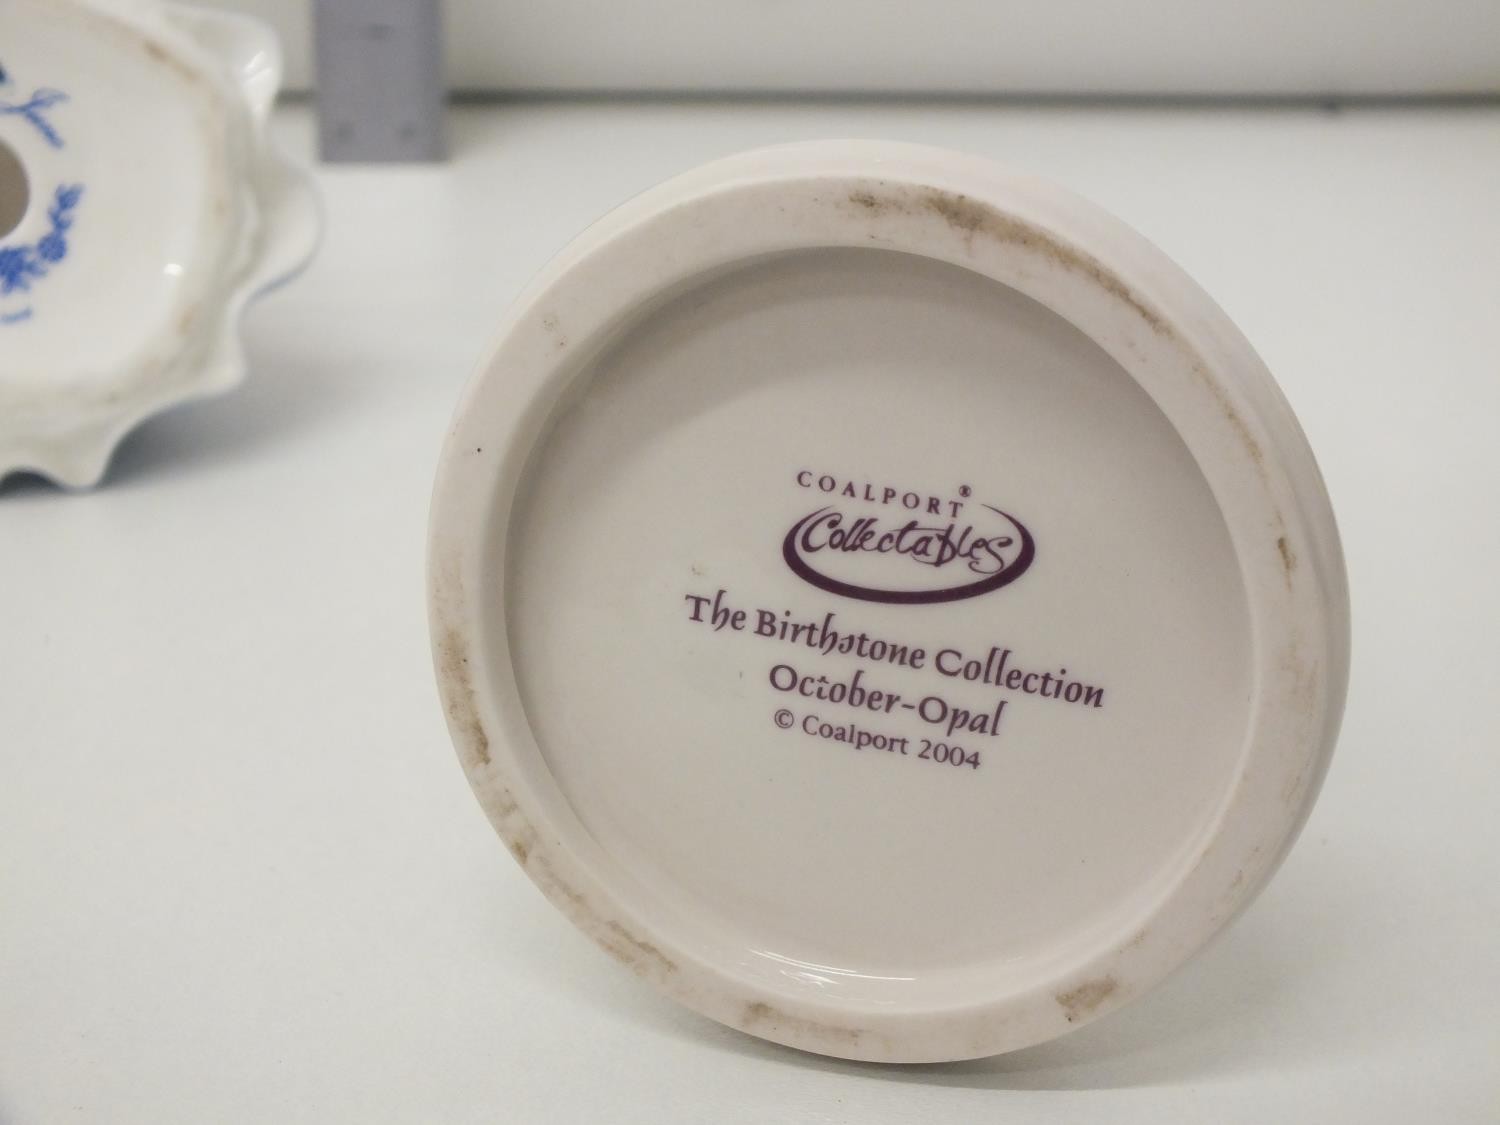 COALPORT®
Collectables
The Birthstone Collection
October-Opal
© Coalport 2004